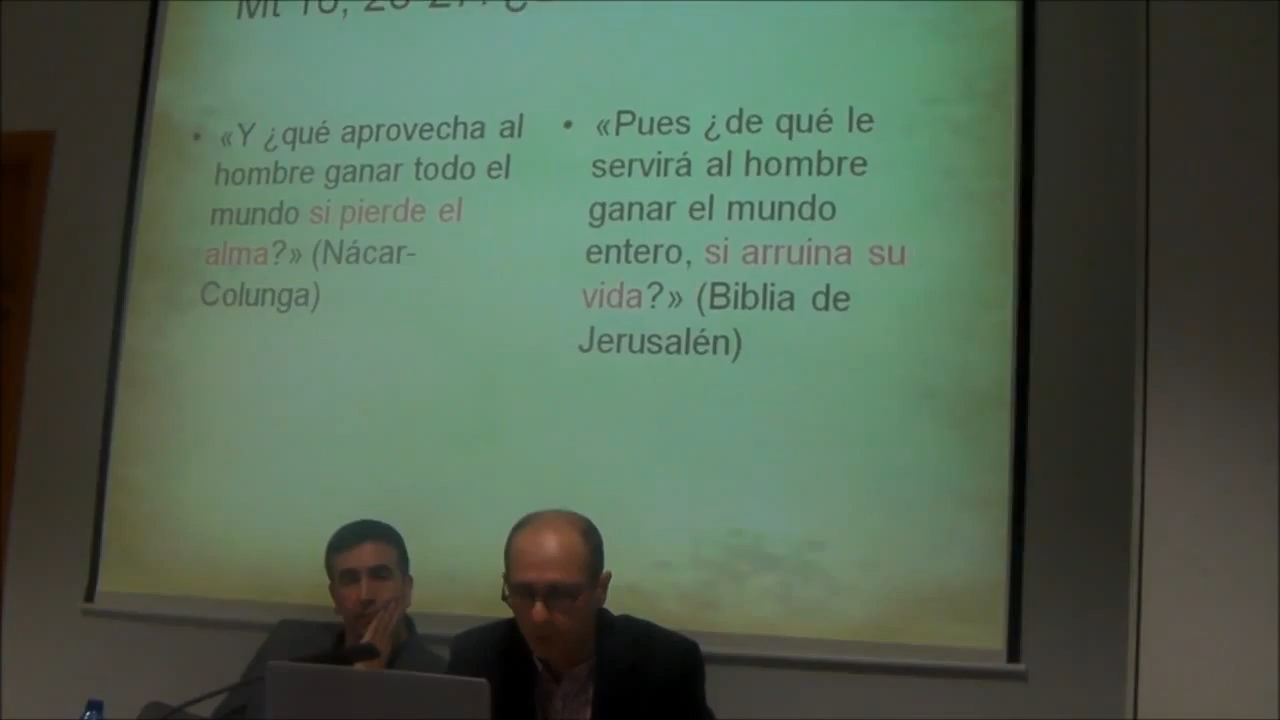 • «Y ¿qué aprovecha al
hombre ganar todo el
mundo si pierde el
alma?» (Nácar-
Colunga)
• «Pues ¿de qué le
servirá al hombre
ganar el mundo
entero, si arruina su
vida?» (Biblia de
Jerusalén)